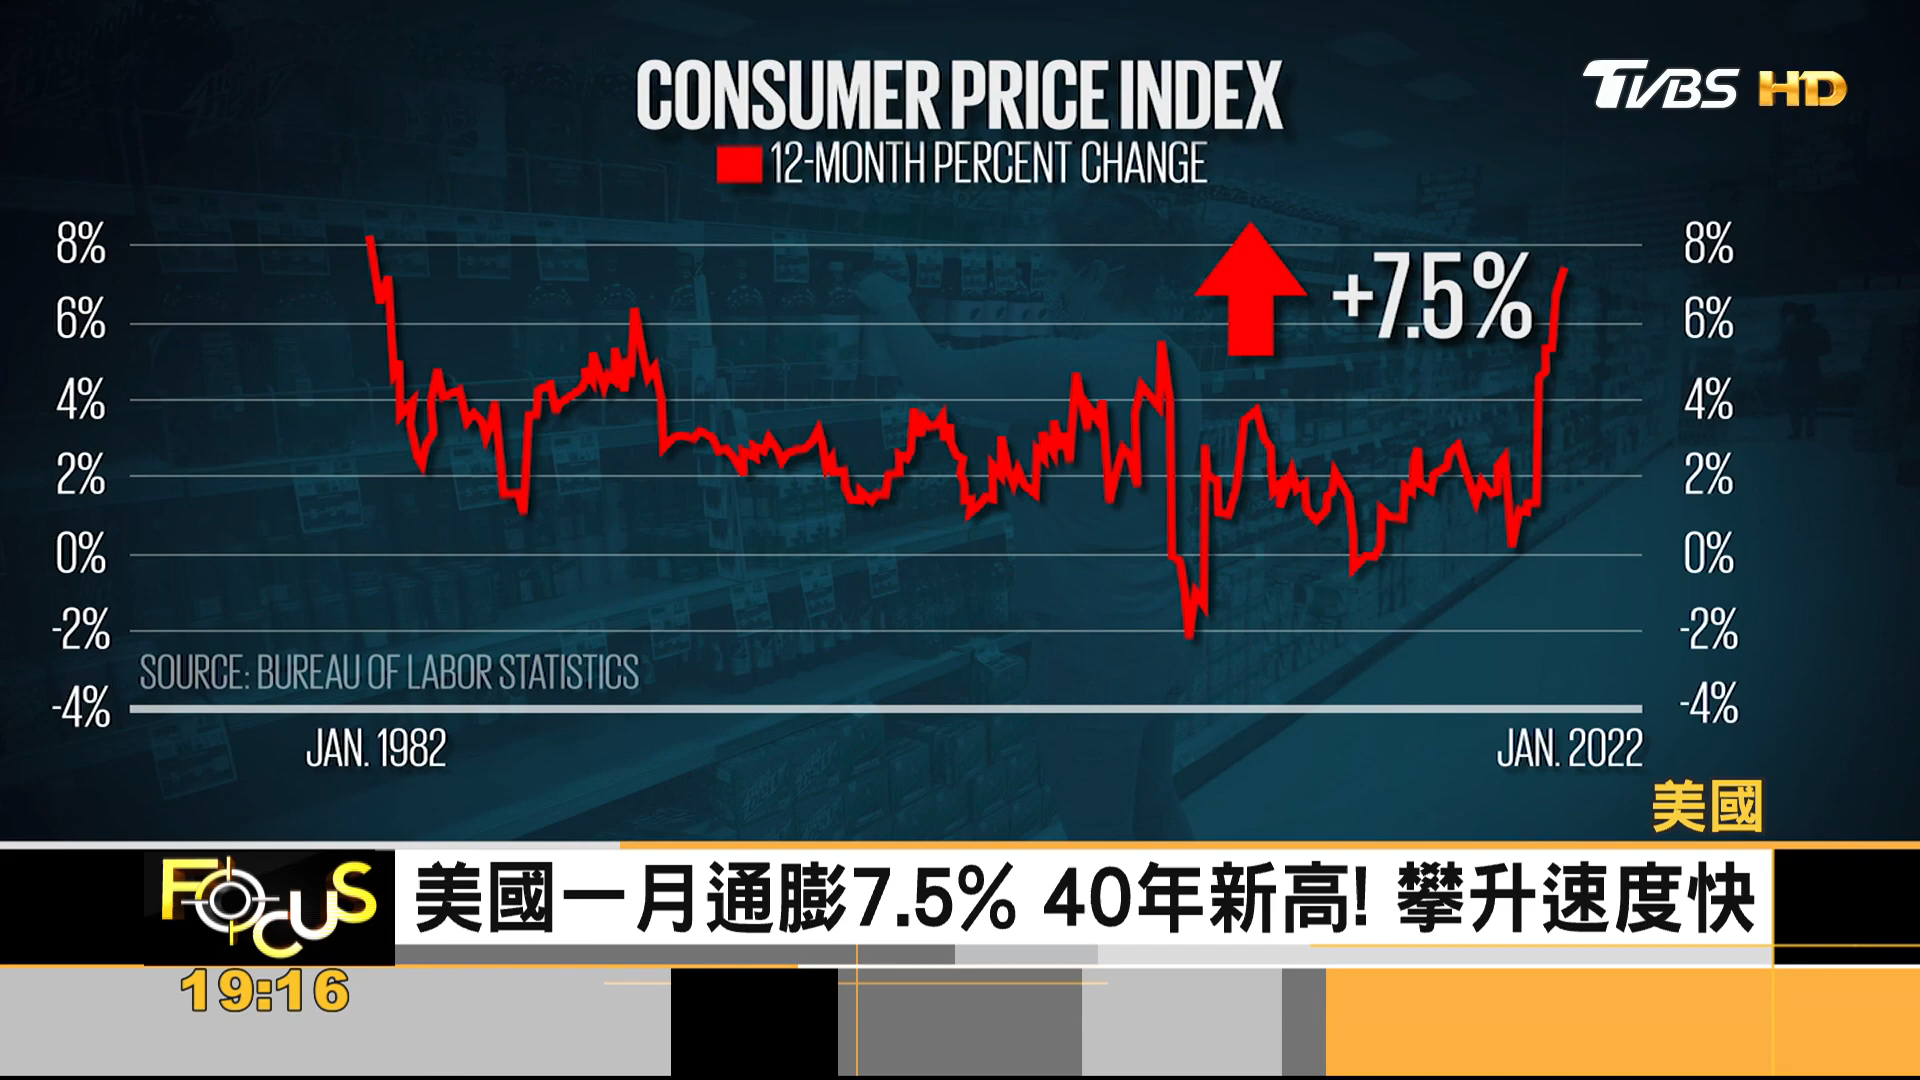 CONSUMER PRICE INDEX
TVBS HD
12-MONTH PERCENT CHANGE
+7.5%
8%
6%
4%
2%
0%
-2%
-4%
8%
6%
4%
2%
0%
-2%
-4%
SOURCE: BUREAU OF LABOR STATISTICS
JAN. 1982
JAN. 2022
美國
FOCUS
美國一月通膨7.5% 40年新高! 攀升速度快
19:16